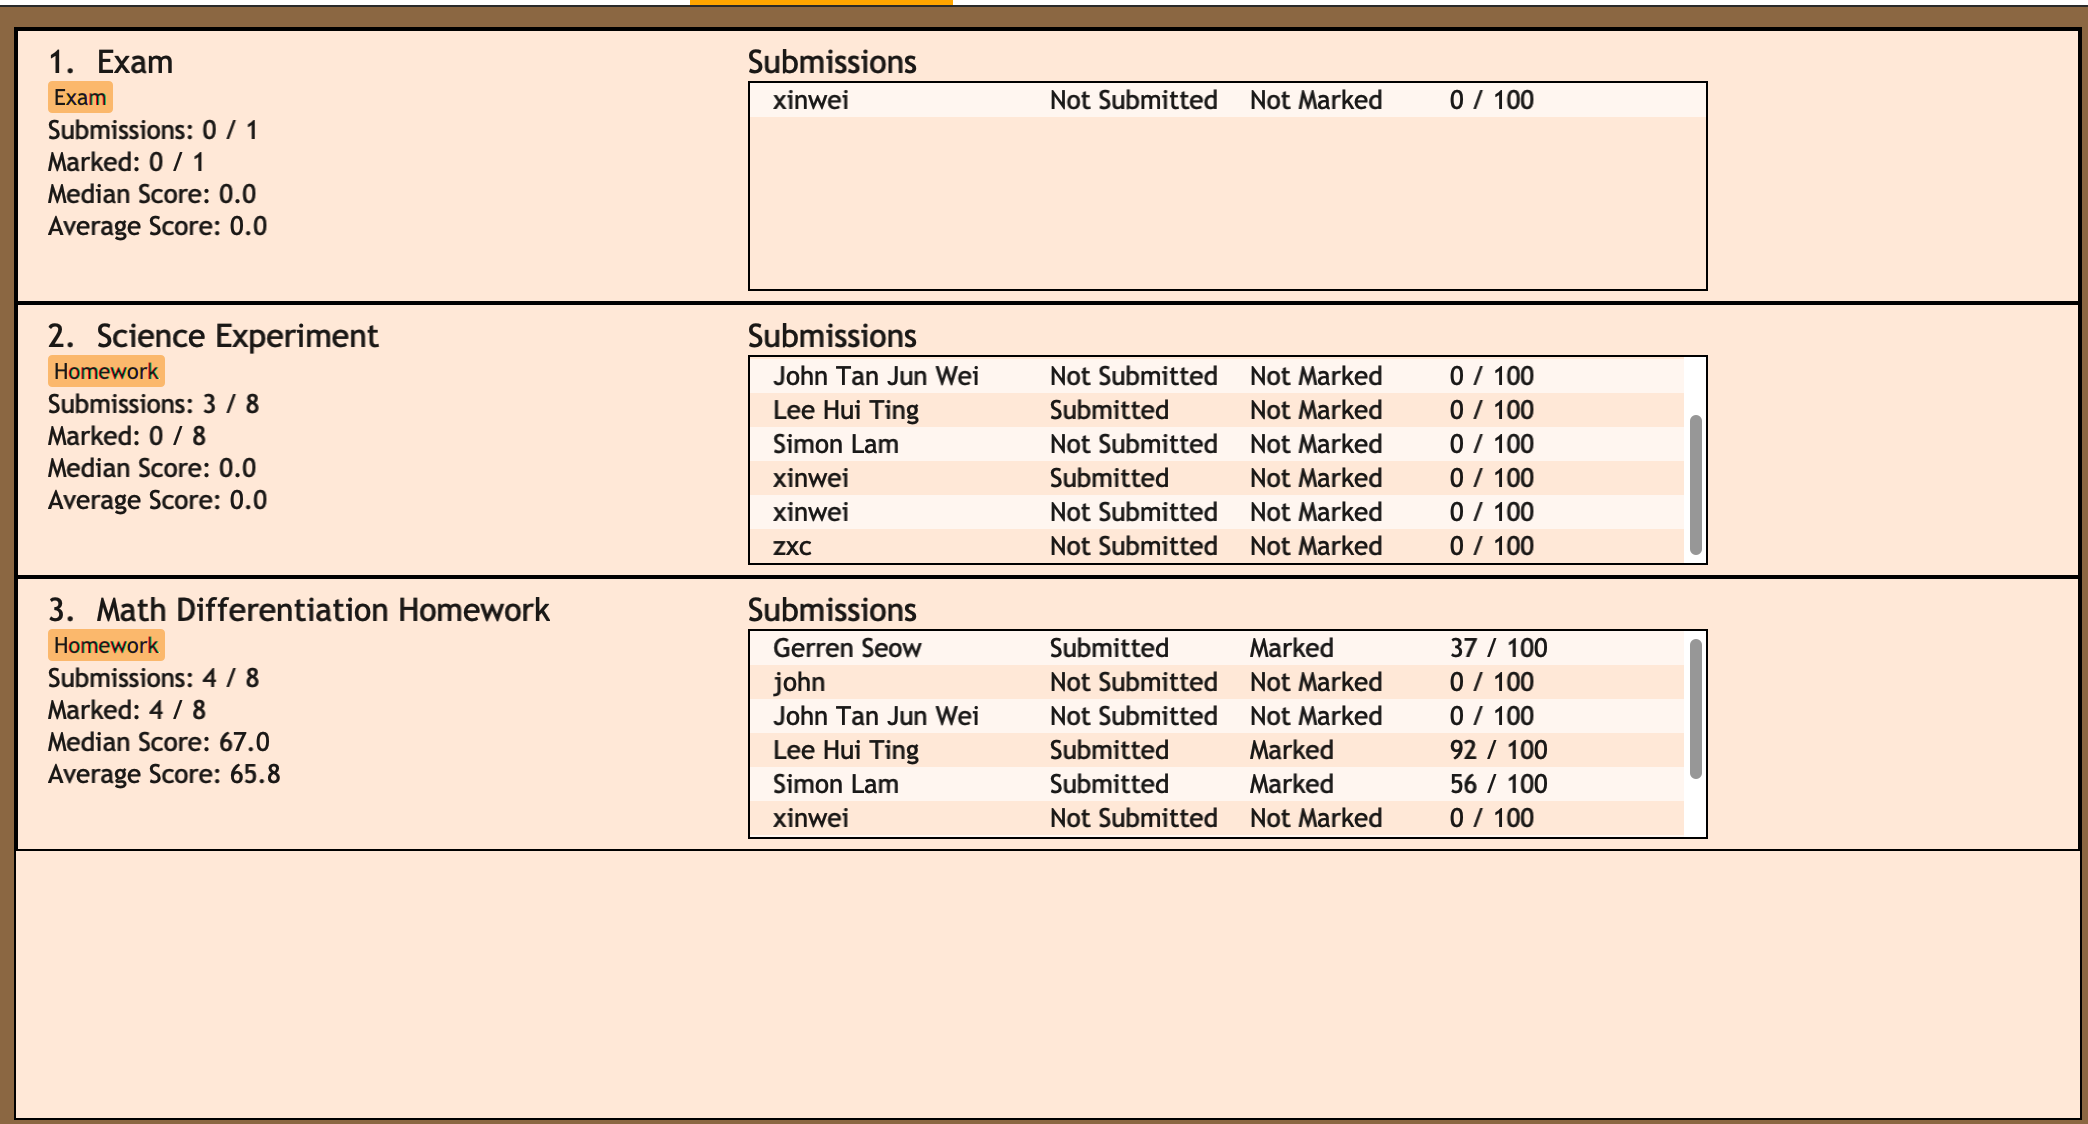 1. Exam
Exam
Submissions: 0 / 1
Marked: 0 / 1
Median Score: 0.0
Average Score: 0.0
Submissions
xinwei Not Submitted Not Marked 0 / 100
2. Science Experiment
Homework
Submissions: 3 / 8
Marked: 0 / 8
Median Score: 0.0
Average Score: 0.0
Submissions
John Tan Jun Wei Not Submitted Not Marked 0 / 100
Lee Hui Ting Submitted Not Marked 0 / 100
Simon Lam Not Submitted Not Marked 0 / 100
xinwei Submitted Not Marked 0 / 100
xinwei Not Submitted Not Marked 0 / 100
zxc Not Submitted Not Marked 0 / 100
3. Math Differentiation Homework
Homework
Submissions: 4 / 8
Marked: 4 / 8
Median Score: 67.0
Average Score: 65.8
Submissions
Gerren Seow Submitted Marked 37 / 100
john Not Submitted Not Marked 0 / 100
John Tan Jun Wei Not Submitted Not Marked 0 / 100
Lee Hui Ting Submitted Marked 92 / 100
Simon Lam Submitted Marked 56 / 100
xinwei Not Submitted Not Marked 0 / 100